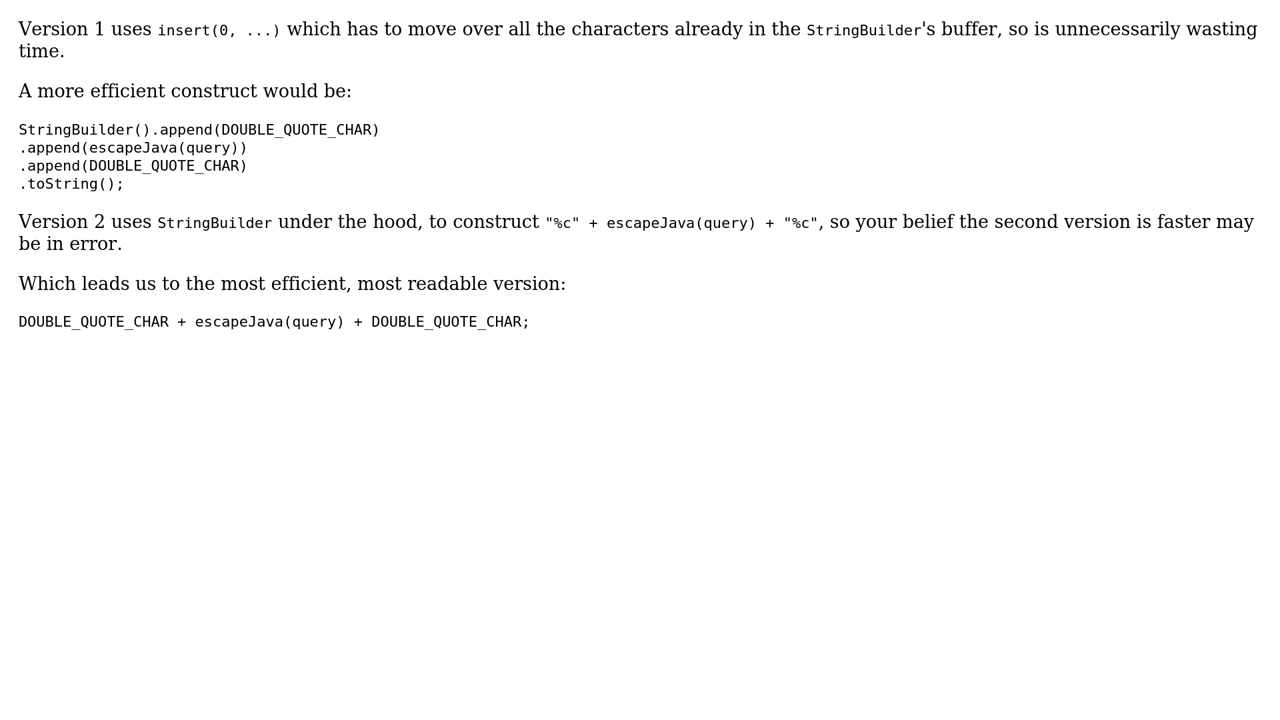 Version 1 uses insert(0, ...) which has to move over all the characters already in the StringBuilder's buffer, so is unnecessarily wasting
time.
A more efficient construct would be:
StringBuilder().append(DOUBLE_QUOTE_CHAR)
.append(escapeJava(query))
.append(DOUBLE_QUOTE_CHAR)
.toString();
Version 2 uses StringBuilder under the hood, to construct "%c" + escapeJava(query) + "%c", so your belief the second version is faster may
be in error.
Which leads us to the most efficient, most readable version:
DOUBLE_QUOTE_CHAR + escapeJava(query) + DOUBLE_QUOTE_CHAR;